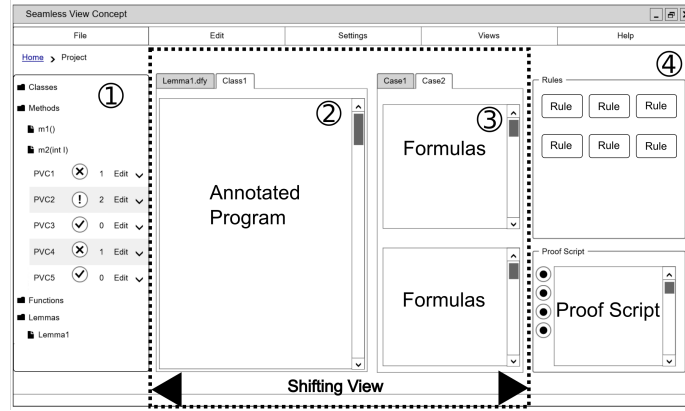 Seamless View Concept
File
Edit
Settings
Views
Help
Home > Project
①
Classes
Methods
m1()
m2(int I)
PVC1 1 Edit
PVC2 ! 2 Edit
PVC3 0 Edit
PVC4 1 Edit
PVC5 0 Edit
Functions
Lemmas
Lemma1
Lemma1.dfy Class1
②
Annotated
Program
Case1 Case2
③
Formulas
Formulas
Shifting View
④
Rules
Rule Rule Rule
Rule Rule Rule
Proof Script
Proof Script